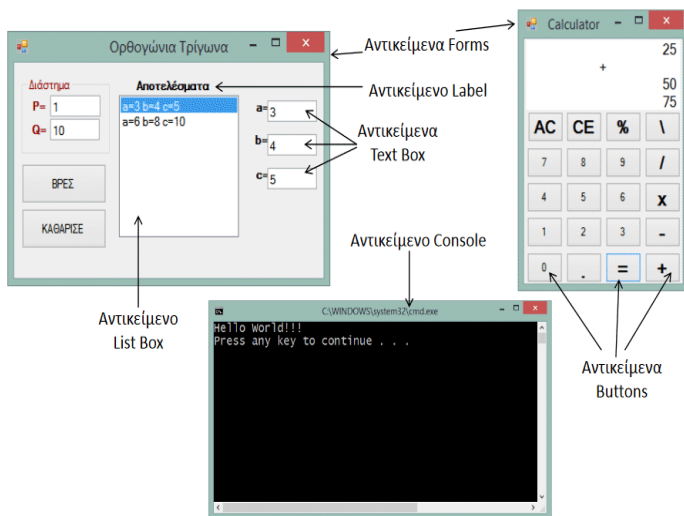 Ορθογώνια Τρίγωνα
Διάστημα
P= 1
Q= 10
ΒΡΕΣ
ΚΑΘΑΡΙΣΕ
Αποτελέσματα
a=3 b=4 c=5
a=6 b=8 c=10
a= 3
b= 4
c= 5
Αντικείμενα Forms
Αντικείμενο Label
Αντικείμενα
Text Box
Αντικείμενο Console
Αντικείμενο
List Box
Calculator
25
+
50
75
AC CE % \
7 8 9 /
4 5 6 x
1 2 3 -
0 . = +
Αντικείμενα
Buttons
C:\WINDOWS\system32\cmd.exe
Hello World!!!
Press any key to continue . . .